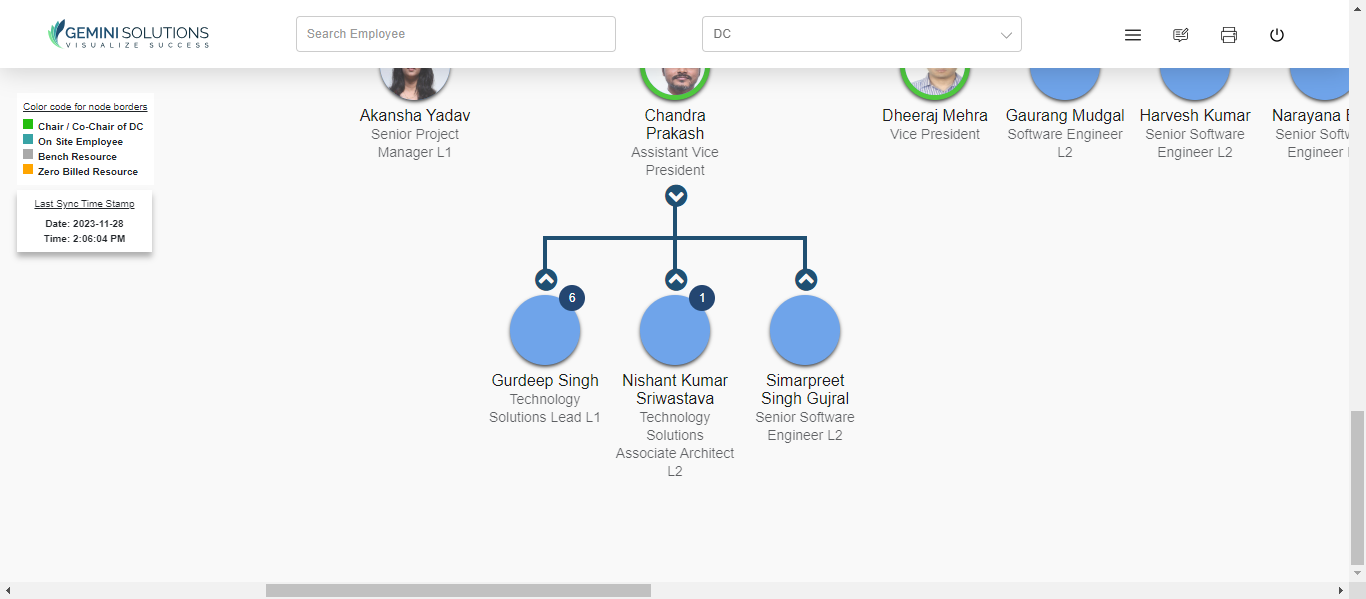 GEMINI SOLUTIONS
VISUALIZE SUCCESS
Search Employee
DC
Color code for node borders
Chair / Co-Chair of DC
On Site Employee
Bench Resource
Zero Billed Resource
Last Sync Time Stamp
Date: 2023-11-28
Time: 2:06:04 PM
Akansha Yadav
Senior Project
Manager L1
Chandra
Prakash
Assistant Vice
President
Dheeraj Mehra
Vice President
Gaurang Mudgal
Software Engineer
L2
Harvesh Kumar
Senior Software
Engineer L2
Narayana
Senior
Engineer
6
Gurdeep Singh
Technology
Solutions Lead L1
1
Nishant Kumar
Sriwastava
Technology
Solutions
Associate Architect
L2
Simarpreet
Singh Gujral
Senior Software
Engineer L2